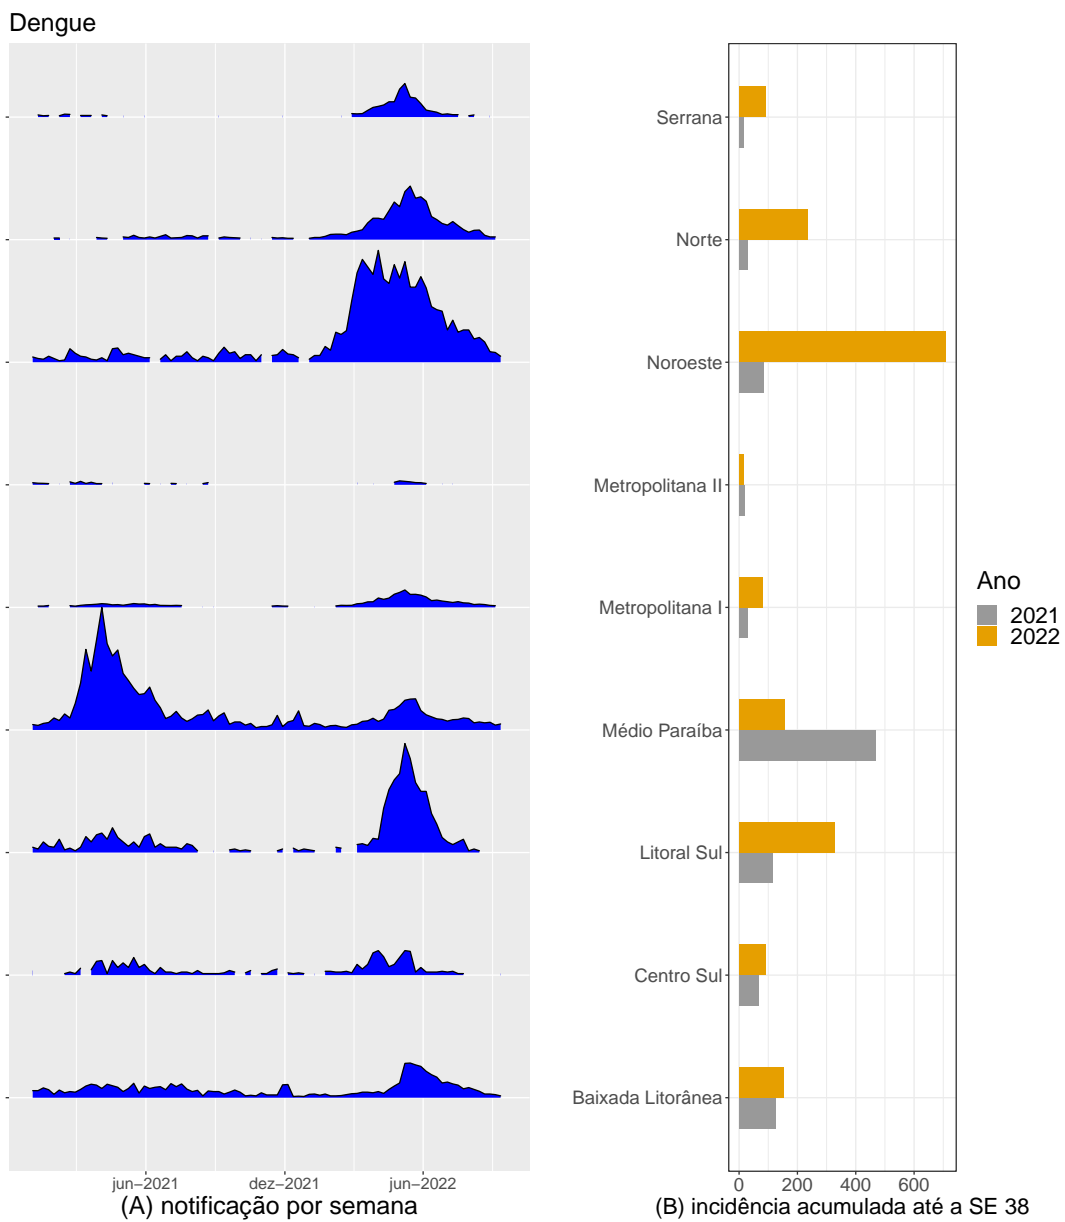 Dengue
Serrana
Norte
Noroeste
Metropolitana II
Metropolitana I
Médio Paraíba
Litoral Sul
Centro Sul
Baixada Litorânea
jun−2021 dez−2021 jun−2022
(A) notificação por semana
0 200 400 600
(B) incidência acumulada até a SE 38
Ano
2021
2022